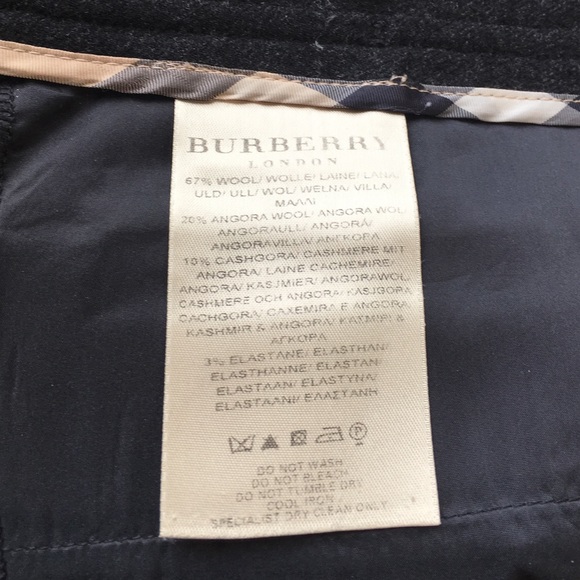 BURBERRY
LONDON
67% WOOL/ WOLLE/ LAINE/ LANA/
ULD/ ULL/ WOL/ WEŁNA/ VILLA/
ΜΑΛΛΙ
20% ANGORA WOOL/ ANGORA WOL/
ANGORAULL/ ANGORA/
ANGORAVILLA/ ΑΝΓΚΟΡΑ
10% CASHGORA/ CASHMERE MIT
ANGORA/ LAINE CACHEMIRE/
ANGORA/ KASJMIER/ ANGORAWOL/
CASHMERE OCH ANGORA/ KASJGORA/
CACHGORA/ CAXEMIRA E ANGORA/
KASHMIR & ANGORA/ ΚΑΣΜΙΡ &
ΑΓΚΟΡΑ
3% ELASTANE/ ELASTHAN/
ELASTHANNE/ ELASTAN/
ELASTAAN/ ELASTYNA/
ELASTAANI/ ΕΛΑΣΤΑΝΗ
P
DO NOT WASH
DO NOT BLEACH
DO NOT TUMBLE DRY
COOL IRON
SPECIALIST DRY CLEAN ONLY